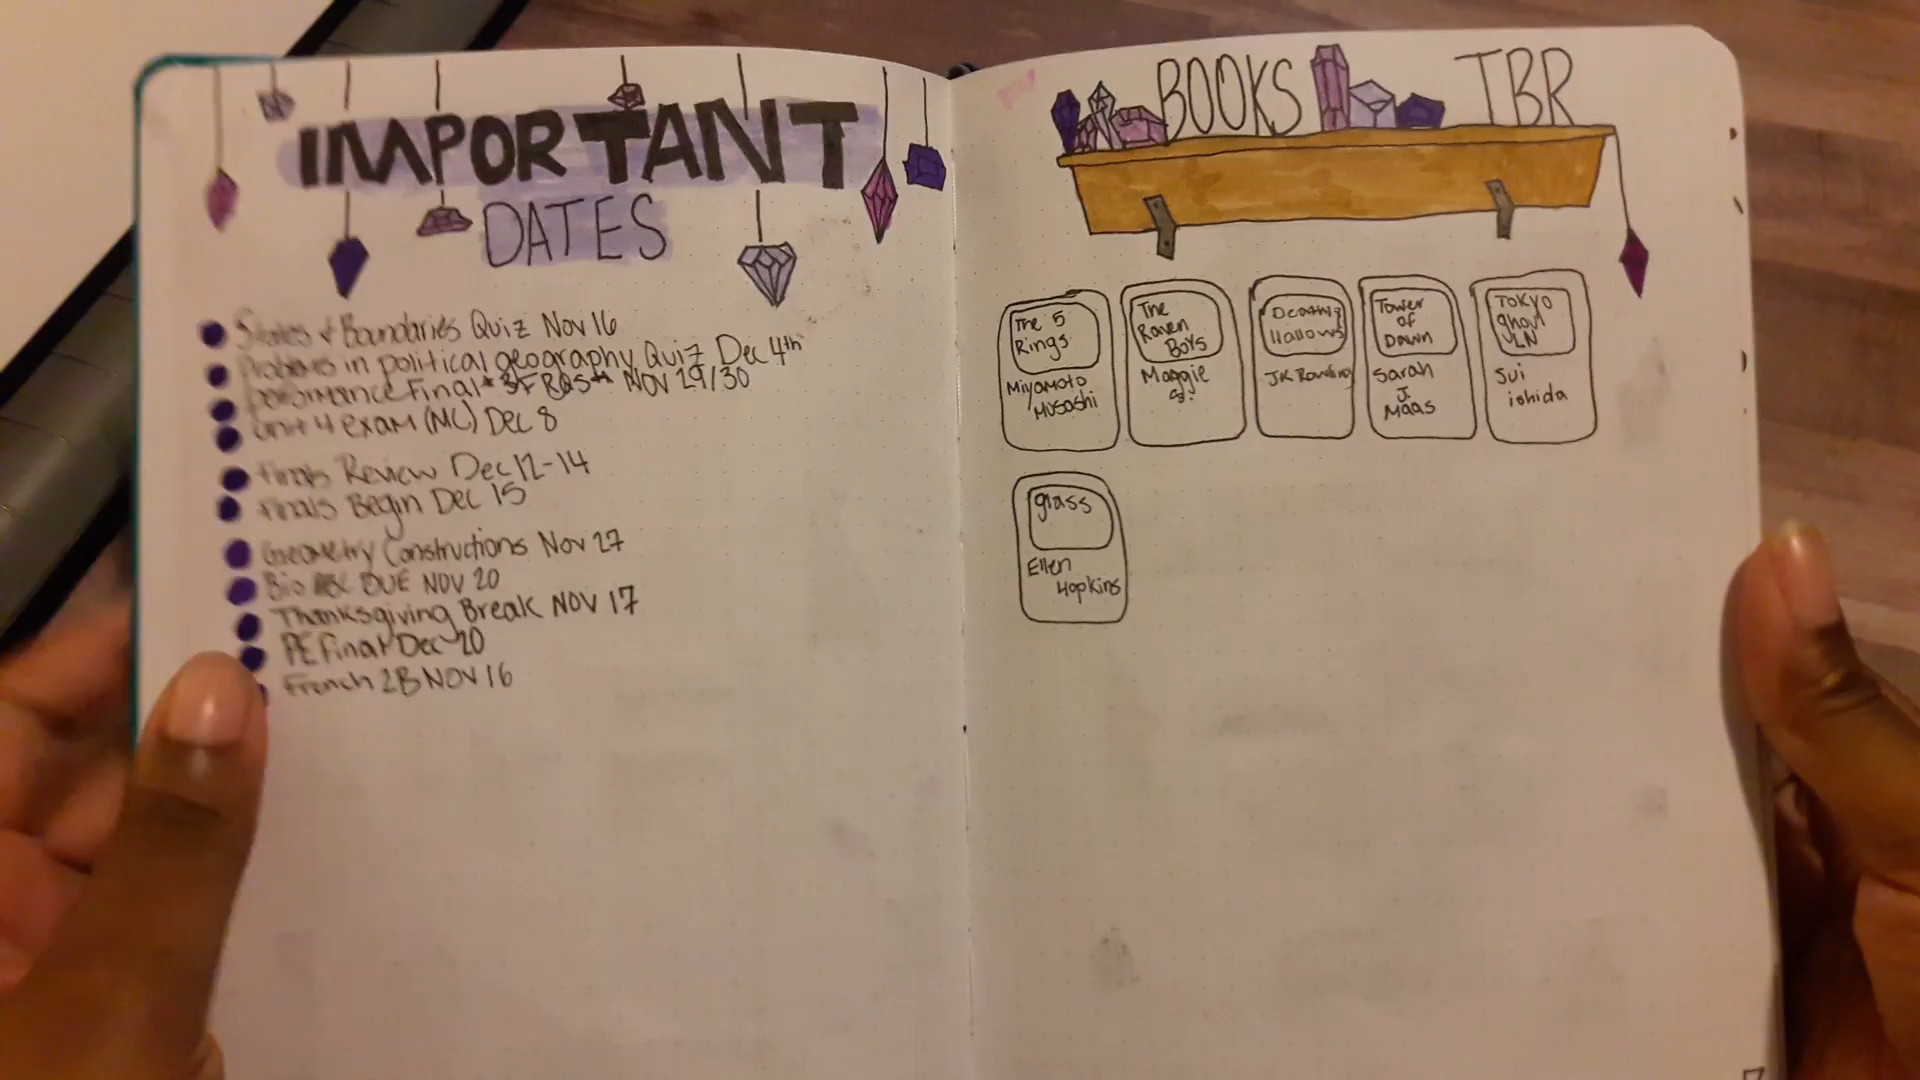 IMPORTANT
DATES
States & Boundaries Quiz Nov 16
Problems in political geography Quiz Dec 4th
performance Final *3FRQS* NOV 29/30
Unit 4 exam (MC) Dec 8
Finals Review Dec 12-14
Finals Begin Dec 15
Geometry Constructions Nov 27
Bio DUE NOV 20
Thanksgiving Break NOV 17
PE Final Dec 20
French 2B NOV 16
BOOKS TBR
The 5
Rings
Miyamoto
Musashi
The
Raven
Boys
Maggie
S.
Deathly
Hallows
JK Rowling
Tower
of
Dawn
Sarah
J.
Maas
TOKYO
ghoul
LN
Sui
ishida
glass
Ellen
Hopkins